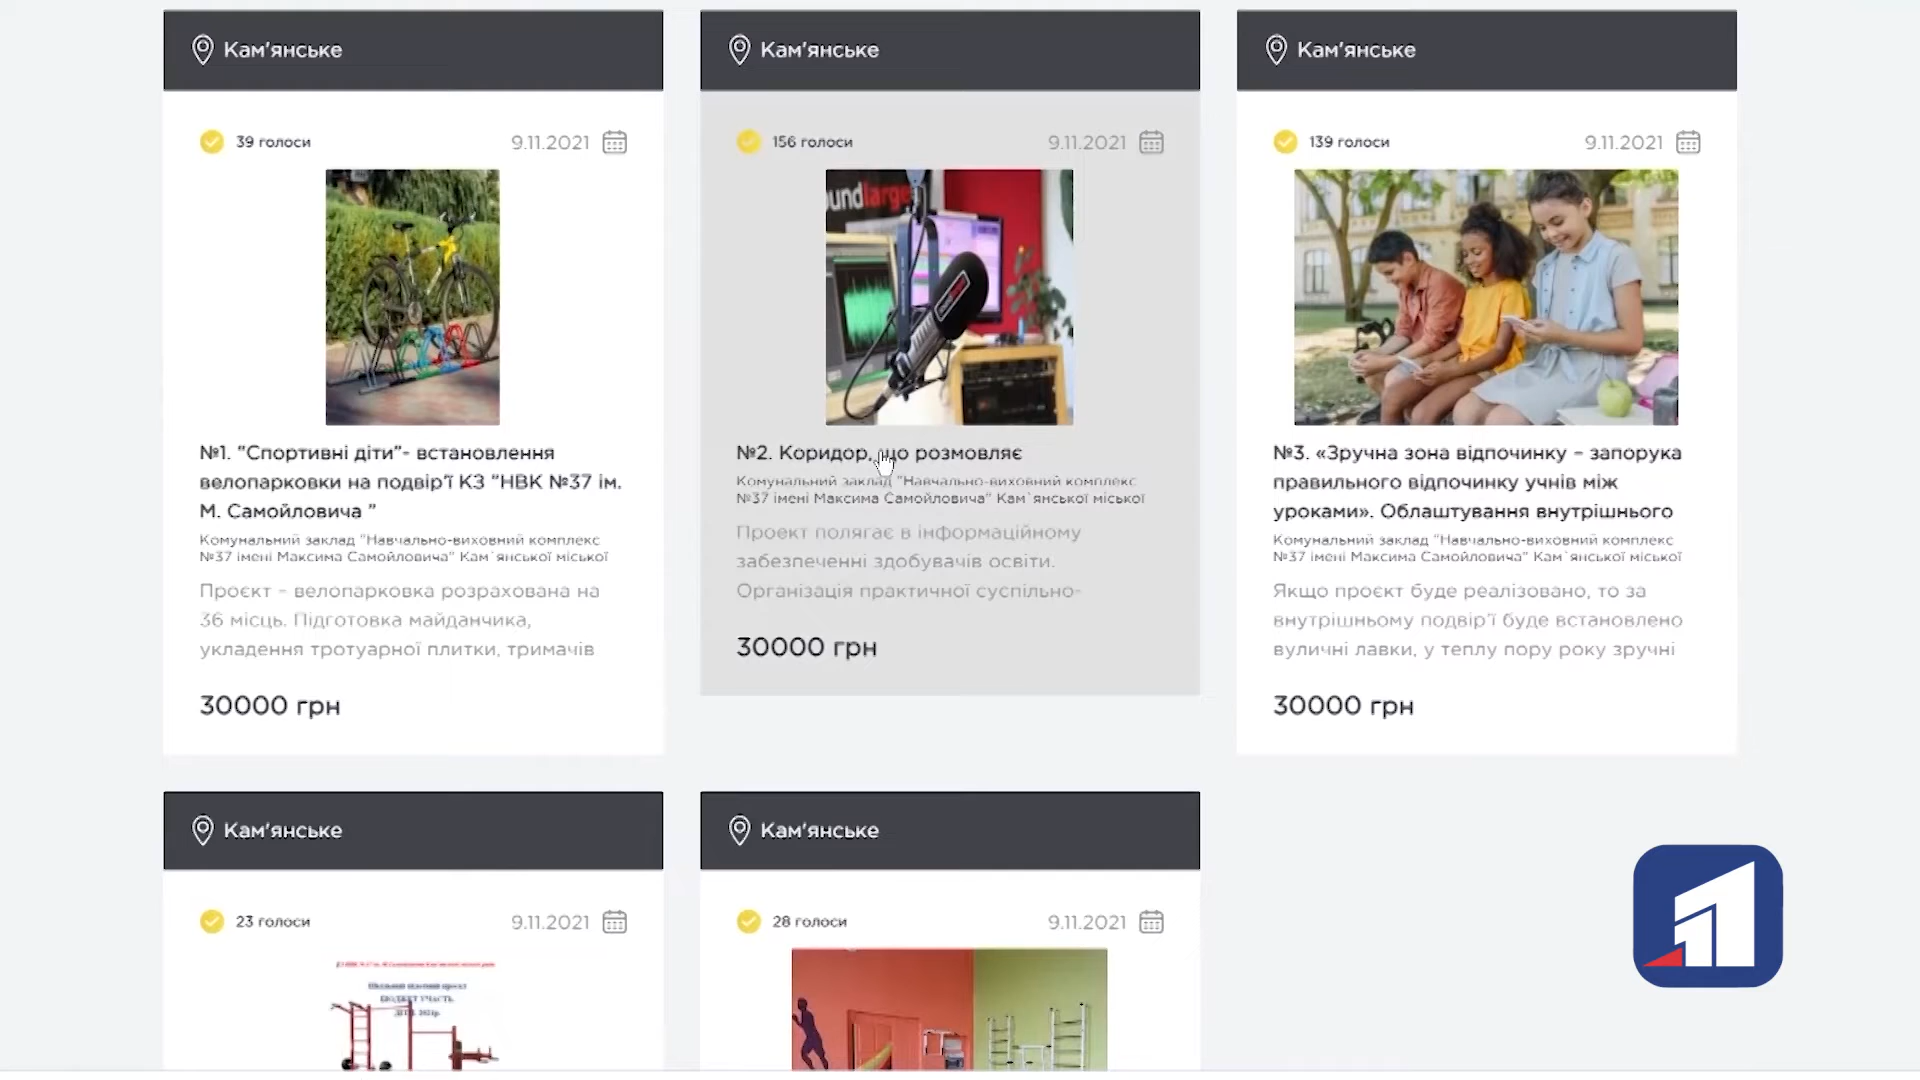 Кам'янське
39 голоси
9.11.2021
№1. "Спортивні діти"- встановлення
велопарковки на подвір'ї КЗ "НВК №37 ім.
М. Самойловича "
Комунальний заклад "Навчально-виховний комплекс
№37 імені Максима Самойловича" Кам`янської міської
Проєкт – велопарковка розрахована на
36 місць. Підготовка майданчика,
укладення тротуарної плитки, тримачів
30000 грн
Кам'янське
156 голоси
9.11.2021
undlarge
№2. Коридор, що розмовляє
Комунальний заклад "Навчально-виховний комплекс
№37 імені Максима Самойловича" Кам`янської міської
Проект полягає в інформаційному
забезпеченні здобувачів освіти.
Організація практичної суспільно-
30000 грн
Кам'янське
139 голоси
9.11.2021
№3. «Зручна зона відпочинку – запорука
правильного відпочинку учнів між
уроками». Облаштування внутрішнього
Комунальний заклад "Навчально-виховний комплекс
№37 імені Максима Самойловича" Кам`янської міської
Якщо проєкт буде реалізовано, то за
внутрішньому подвір'ї буде встановлено
вуличні лавки, у теплу пору року зручні
30000 грн
Кам'янське
23 голоси
9.11.2021
Кам'янське
28 голоси
9.11.2021